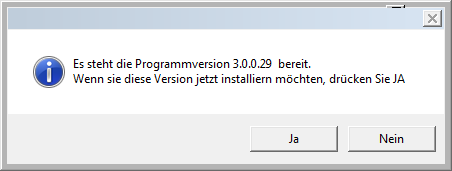 Es steht die Programmversion 3.0.0.29 bereit.
Wenn sie diese Version jetzt installiern möchten, drücken Sie JA
Ja
Nein